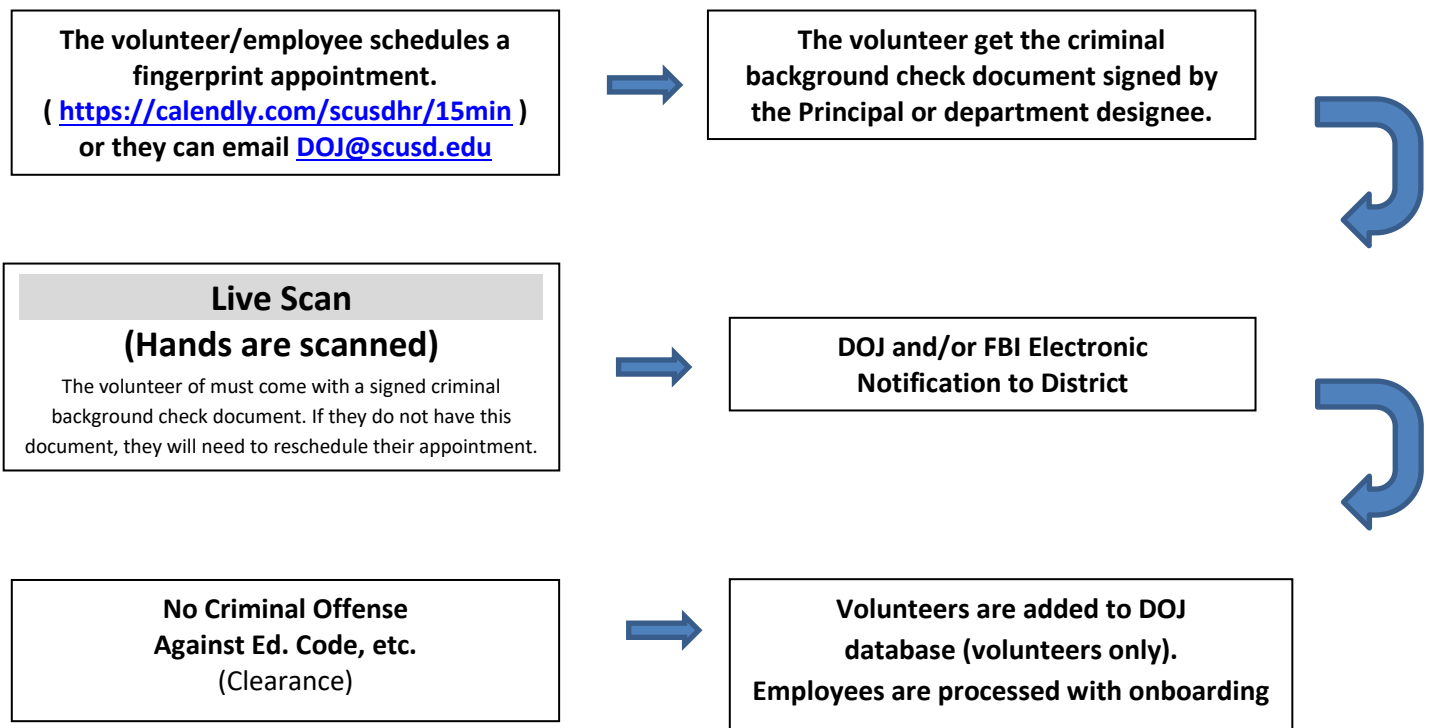 The volunteer/employee schedules a
fingerprint appointment.
( https://calendly.com/scusdhr/15min )
or they can email DOJ@scusd.edu
The volunteer get the criminal
background check document signed by
the Principal or department designee.
Live Scan
(Hands are scanned)
The volunteer of must come with a signed criminal
background check document. If they do not have this
document, they will need to reschedule their appointment.
DOJ and/or FBI Electronic
Notification to District
No Criminal Offense
Against Ed. Code, etc.
(Clearance)
Volunteers are added to DOJ
database (volunteers only).
Employees are processed with onboarding